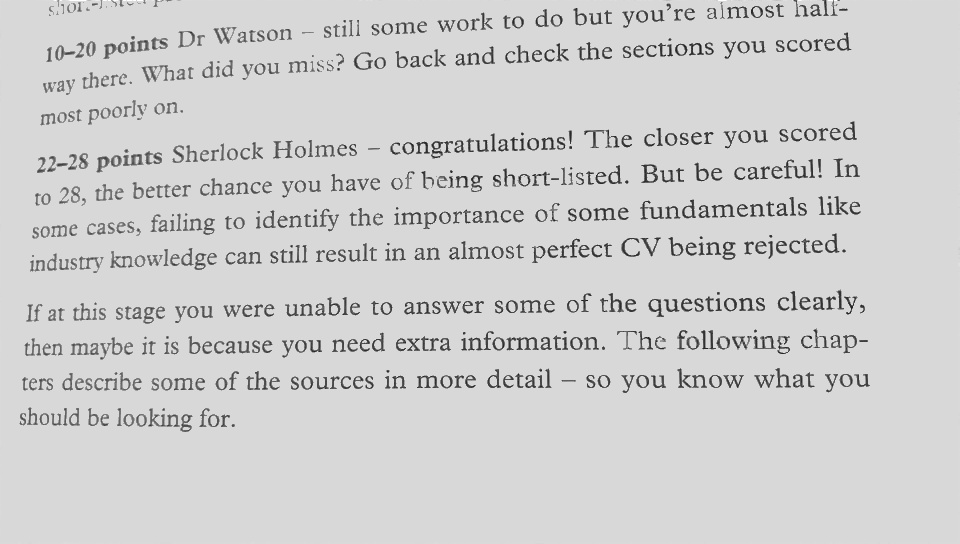 short-listed
10–20 points Dr Watson – still some work to do but you're almost half-
way there. What did you miss? Go back and check the sections you scored
most poorly on.
22–28 points Sherlock Holmes – congratulations! The closer you scored
to 28, the better chance you have of being short-listed. But be careful! In
some cases, failing to identify the importance of some fundamentals like
industry knowledge can still result in an almost perfect CV being rejected.
If at this stage you were unable to answer some of the questions clearly,
then maybe it is because you need extra information. The following chap-
ters describe some of the sources in more detail – so you know what you
should be looking for.